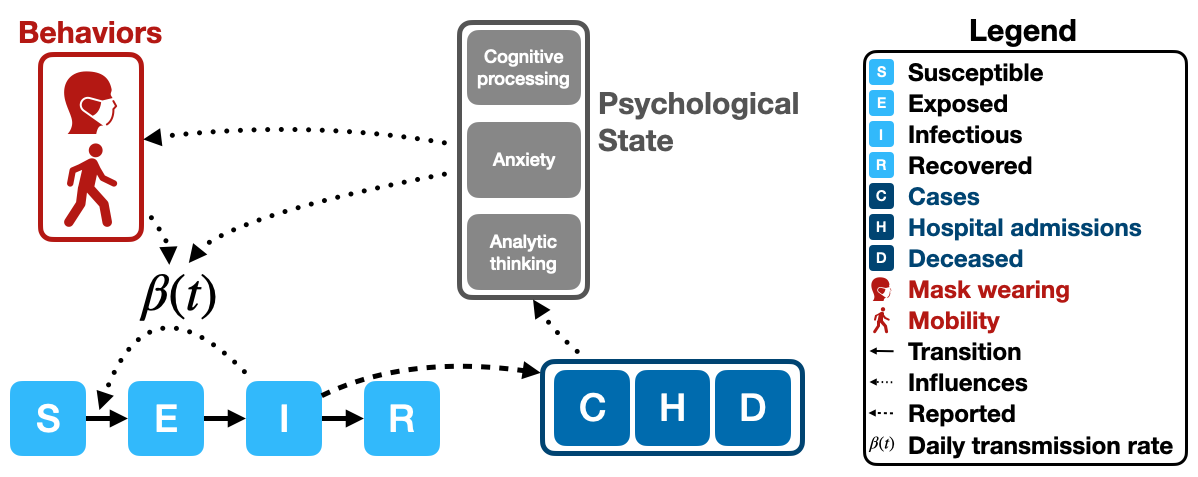 Behaviors
Cognitive
processing
Anxiety
Analytic
thinking
Psychological
State
β(t)
S
E
I
R
C
H
D
Legend
S Susceptible
E Exposed
I Infectious
R Recovered
C Cases
H Hospital admissions
D Deceased
Mask wearing
Mobility
Transition
Influences
Reported
β(t) Daily transmission rate